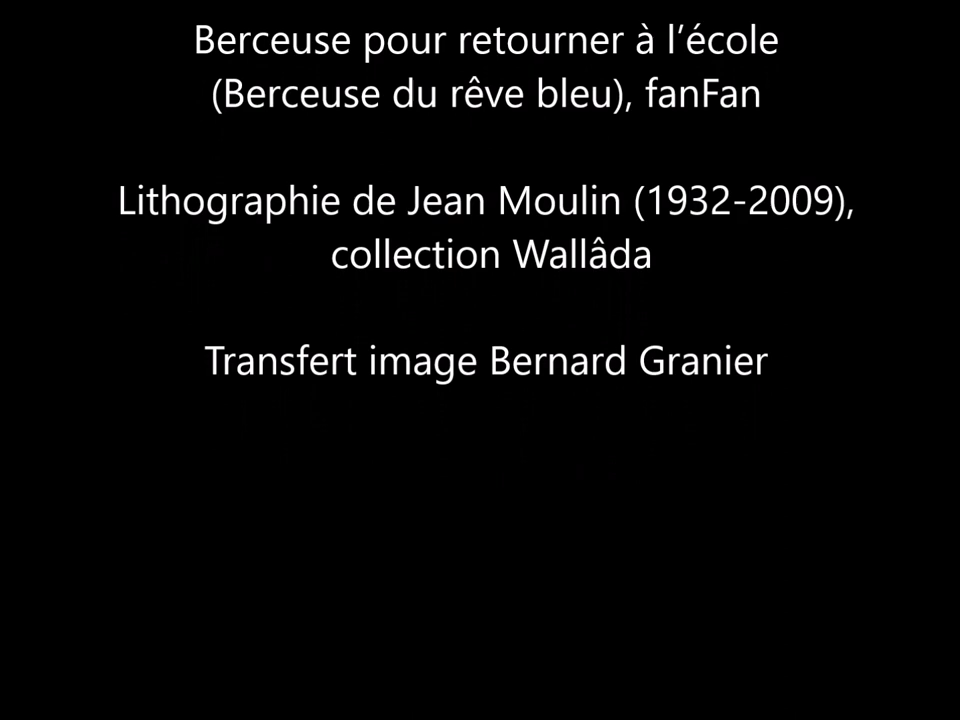 Berceuse pour retourner à l’école
(Berceuse du rêve bleu), fanFan
Lithographie de Jean Moulin (1932-2009),
collection Wallâda
Transfert image Bernard Granier